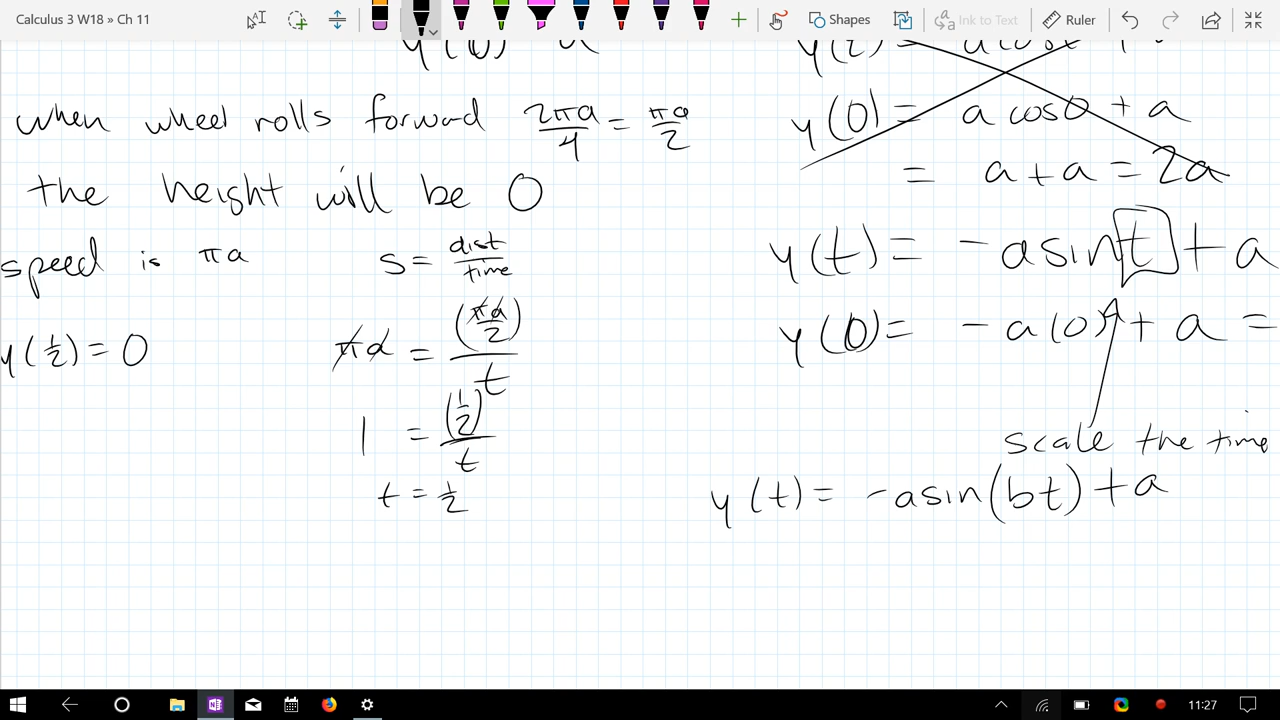 Calculus 3 W18 » Ch 11
Shapes
Ink to Text
Ruler
when wheel rolls forward 2πa/4 = πa/2
the height will be 0
speed is πa
s = dist/time
y(1/2) = 0
πa = (πa/2)/t
1 = (1/2)/t
t = 1/2
y(0) = a cos0 + a
= a + a = 2a
y(t) = -a sin t + a
y(0) = -a(0) + a =
scale the time
y(t) = -a sin(bt) + a
11:27